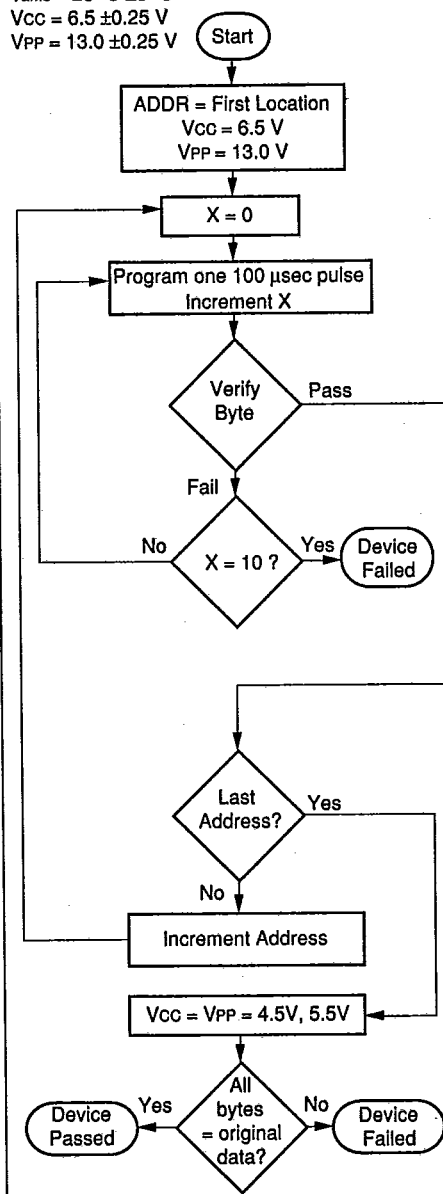 VCC = 6.5 ±0.25 V
VPP = 13.0 ±0.25 V
Start
ADDR = First Location
VCC = 6.5 V
VPP = 13.0 V
X = 0
Program one 100 µsec pulse
Increment X
Verify
Byte
Pass
Fail
No
X = 10 ?
Yes
Device
Failed
Last
Address?
Yes
No
Increment Address
VCC = VPP = 4.5V, 5.5V
Device
Passed
Yes
All
bytes
= original
data?
No
Device
Failed